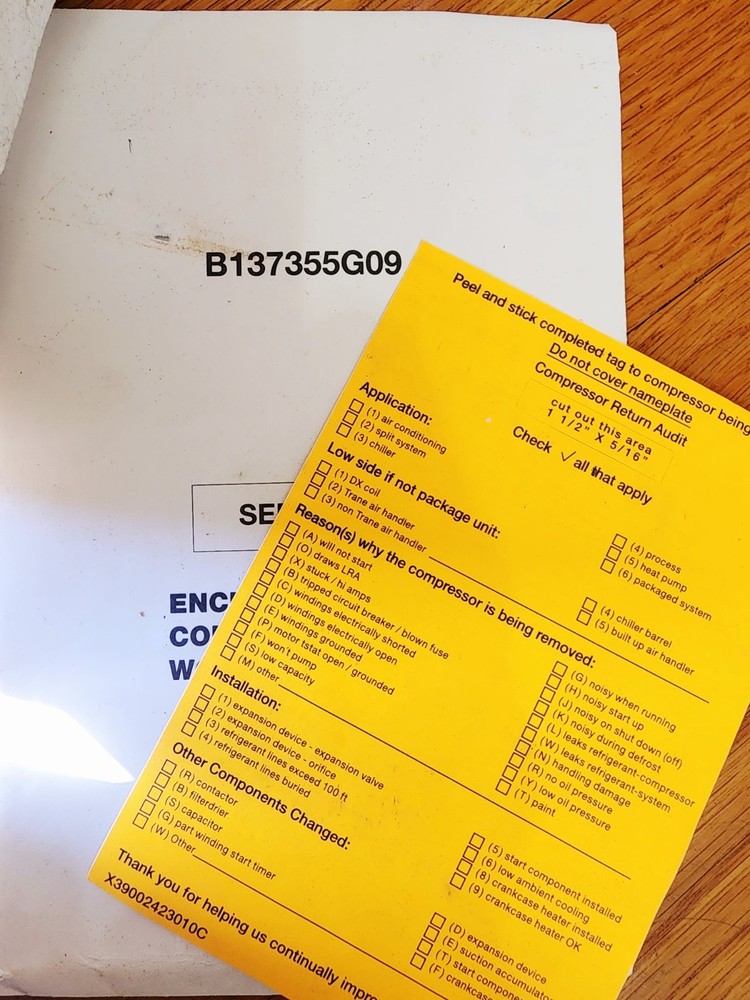 B137355G09
SE
ENC
CO
W
Peel and stick completed tag to compressor being
Do not cover nameplate
Compressor Return Audit
cut out this area
1 1/2" X 5/16"
Check √ all that apply
Application:
(1) air conditioning
(2) split system
(3) chiller
(4) process
(5) heat pump
(6) packaged system
Low side if not package unit:
(1) DX coil
(2) Trane air handler
(3) non Trane air handler
(4) chiller barrel
(5) built up air handler
Reason(s) why the compressor is being removed:
(A) will not start
(O) draws LRA
(X) stuck / hi amps
(B) tripped circuit breaker / blown fuse
(C) windings electrically shorted
(D) windings electrically open
(E) windings grounded
(P) motor tstat open / grounded
(F) won't pump
(S) low capacity
(M) other
(G) noisy when running
(H) noisy start up
(J) noisy on shut down (off)
(K) noisy during defrost
(L) leaks refrigerant-compressor
(W) leaks refrigerant-system
(N) handling damage
(R) no oil pressure
(Y) low oil pressure
(T) paint
Installation:
(1) expansion device - expansion valve
(2) expansion device - orifice
(3) refrigerant lines exceed 100 ft
(4) refrigerant lines buried
(5) start component installed
(6) low ambient cooling
(8) crankcase heater installed
(9) crankcase heater OK
Other Components Changed:
(R) contactor
(B) filterdrier
(S) capacitor
(G) part winding start timer
(W) Other
(D) expansion device
(E) suction accumulator
(T) start compone
(F) crankcase
Thank you for helping us continually impro
X39002423010C